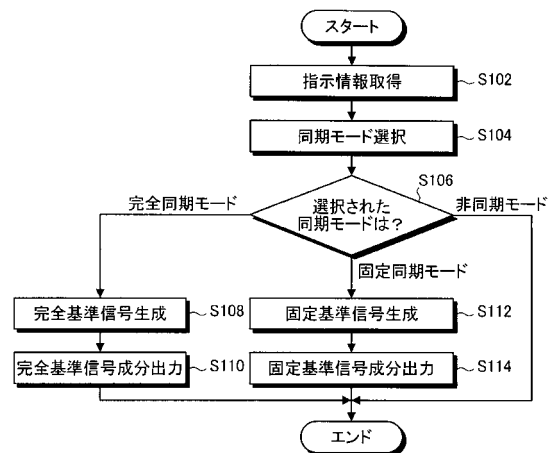 スタート
指示情報取得
S102
同期モード選択
S104
S106
選択された
同期モードは?
完全同期モード
非同期モード
固定同期モード
完全基準信号生成
S108
固定基準信号生成
S112
完全基準信号成分出力
S110
固定基準信号成分出力
S114
エンド